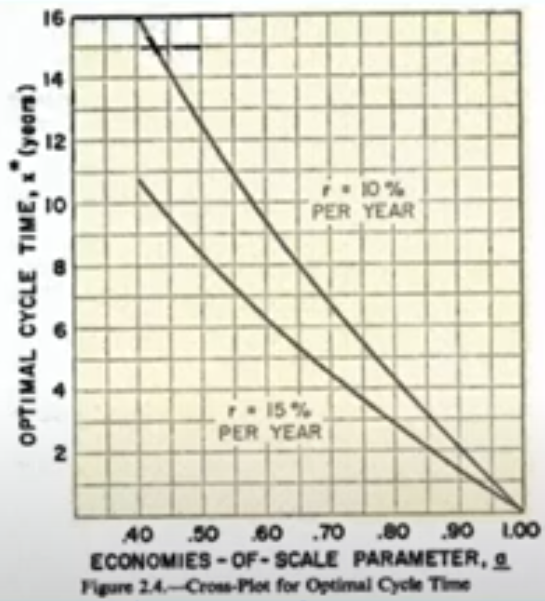 16
14
12
10
8
6
4
2
OPTIMAL CYCLE TIME, x* (years)
r = 10%
PER YEAR
r = 15%
PER YEAR
.40 .50 .60 .70 .80 .90 1.00
ECONOMIES-OF-SCALE PARAMETER, a
Figure 2.4.—Cross-Plot for Optimal Cycle Time